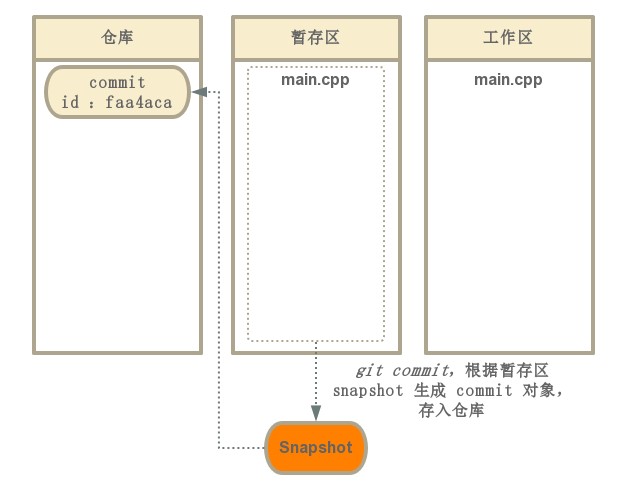 仓库
暂存区
工作区
commit
id : faa4aca
main.cpp
main.cpp
git commit, 根据暂存区
snapshot 生成 commit 对象,
存入仓库
Snapshot